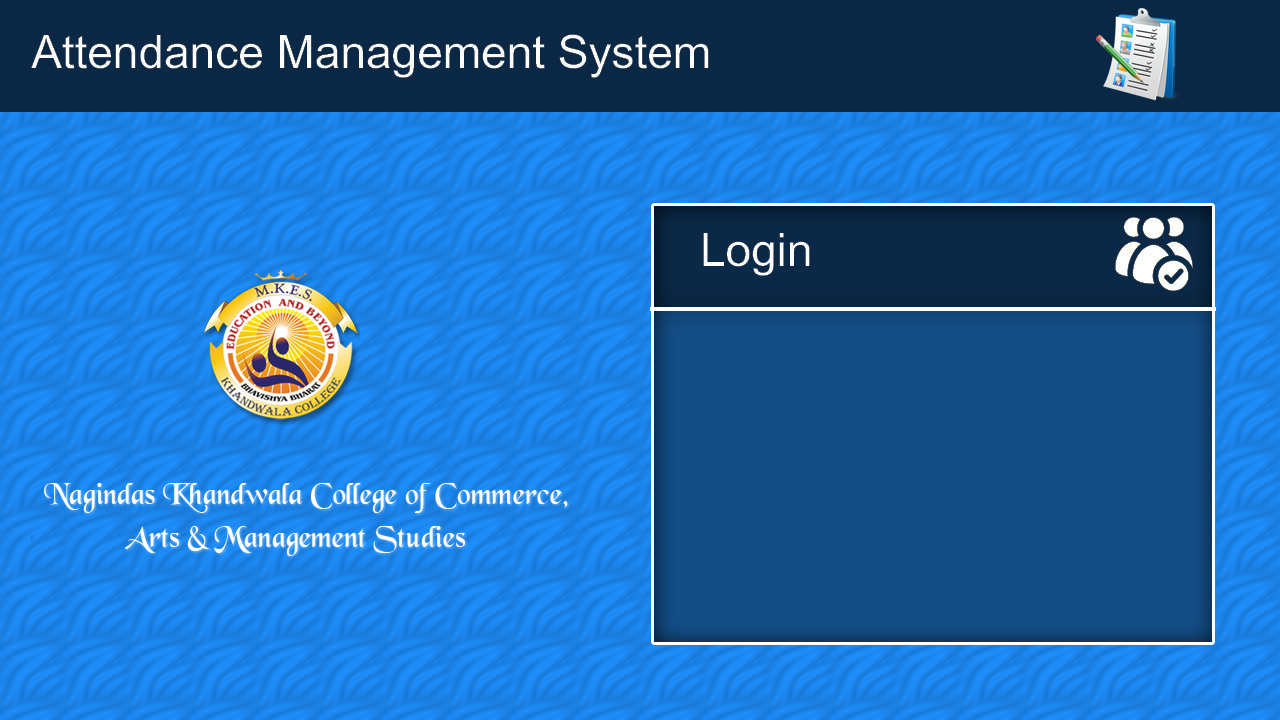 Attendance Management System
Login
M.K.E.S.
EDUCATION AND BEYOND
BHAVISHYA BHARAT
KHANDWALA COLLEGE
Nagindas Khandwala College of Commerce,
Arts & Management Studies